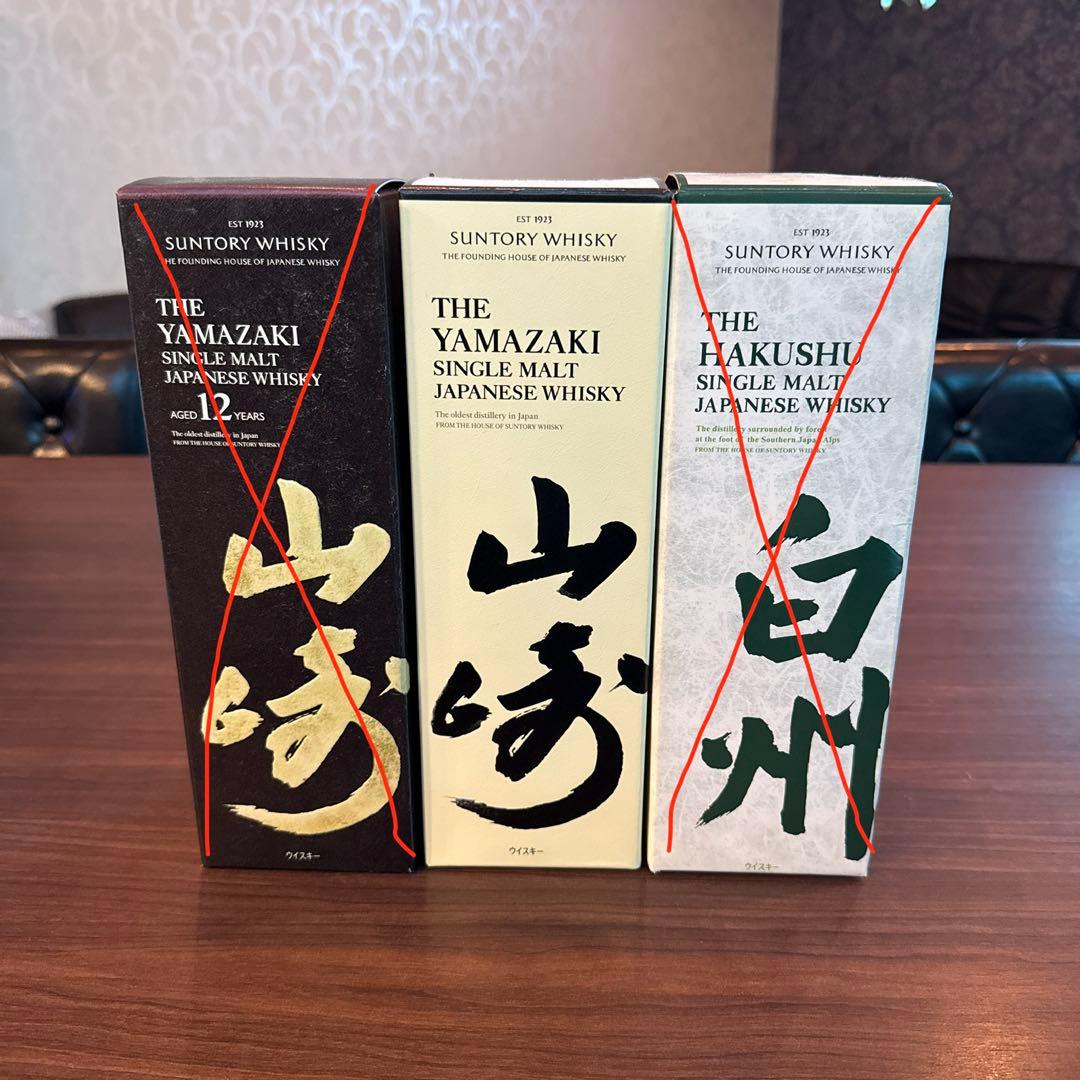 EST 1923
SUNTORY WHISKY
THE FOUNDING HOUSE OF JAPANESE WHISKY
THE
YAMAZAKI
SINGLE MALT
JAPANESE WHISKY
AGED 12 YEARS
The oldest distillery in Japan
FROM THE HOUSE OF SUNTORY WHISKY
山崎
ウイスキー
EST 1923
SUNTORY WHISKY
THE FOUNDING HOUSE OF JAPANESE WHISKY
THE
YAMAZAKI
SINGLE MALT
JAPANESE WHISKY
The oldest distillery in Japan
FROM THE HOUSE OF SUNTORY WHISKY
山崎
ウイスキー
EST 1923
SUNTORY WHISKY
THE FOUNDING HOUSE OF JAPANESE WHISKY
THE
HAKUSHU
SINGLE MALT
JAPANESE WHISKY
The distillery surrounded by forest
at the foot of the Southern Japan Alps
FROM THE HOUSE OF SUNTORY WHISKY
白州
ウイスキー